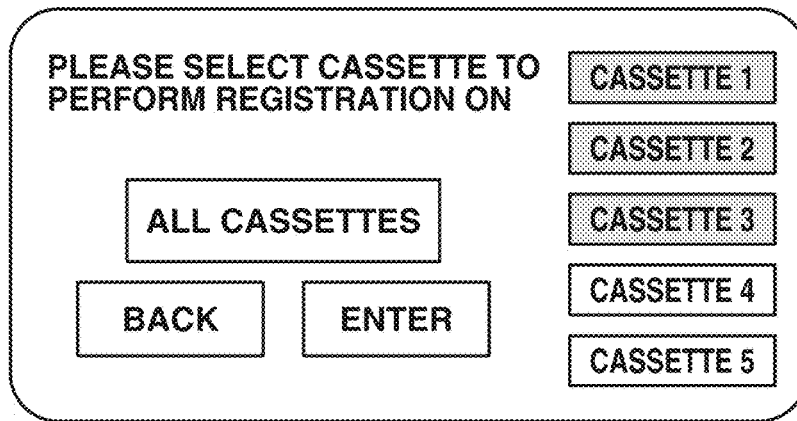 PLEASE SELECT CASSETTE TO
PERFORM REGISTRATION ON
ALL CASSETTES
BACK
ENTER
CASSETTE 1
CASSETTE 2
CASSETTE 3
CASSETTE 4
CASSETTE 5